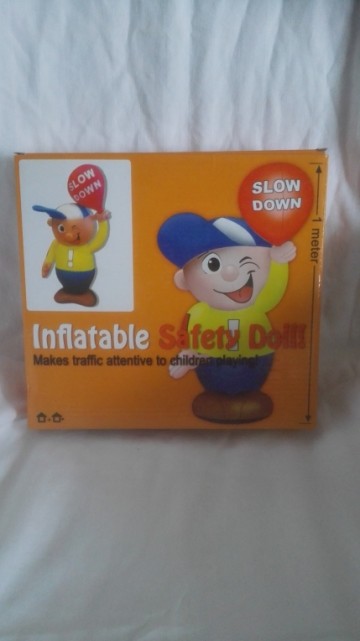 SLOW
DOWN
SLOW
DOWN
1 meter
Inflatable Safety Doll!
Makes traffic attentive to children playing!